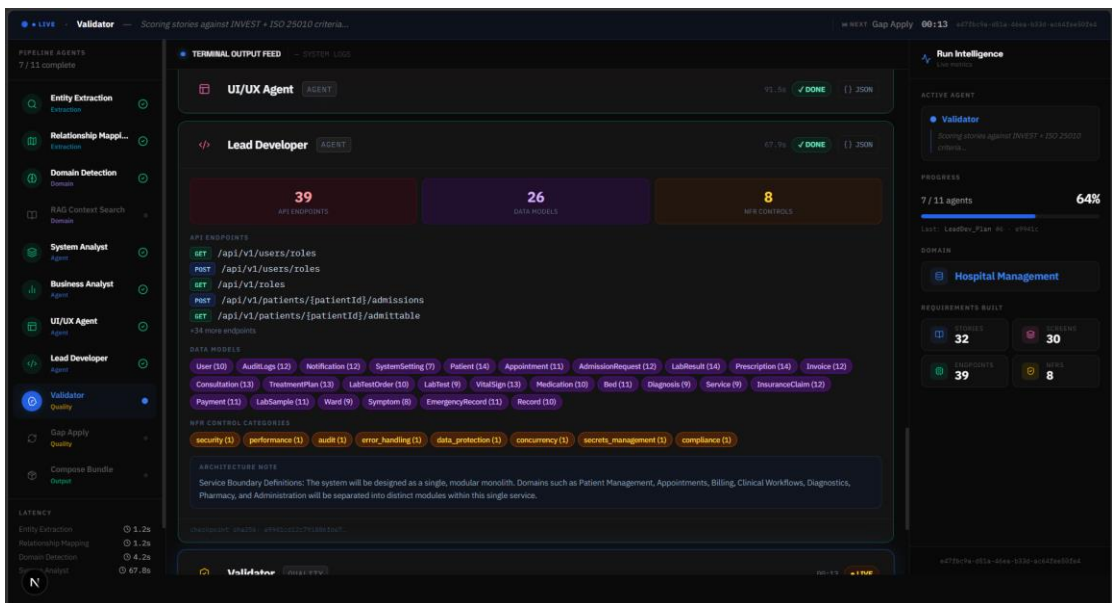 • LIVE Validator — Scoring stories against INVEST + ISO 25010 criteria...
NEXT Gap Apply 00:13
PIPELINE AGENTS
7 / 11 complete
Entity Extraction
Extraction
Relationship Mappi...
Extraction
Domain Detection
Domain
RAG Context Search
Domain
System Analyst
Agent
Business Analyst
Agent
UI/UX Agent
Agent
Lead Developer
Agent
Validator
Quality
Gap Apply
Quality
Compose Bundle
Output
LATENCY
Entity Extraction 1.2s
Relationship Mapping 1.2s
Domain Detection 4.2s
System Analyst 67.8s
N
TERMINAL OUTPUT FEED — SYSTEM LOGS
UI/UX Agent AGENT 95.5s ✓ DONE {} JSON
</> Lead Developer AGENT 67.9s ✓ DONE {} JSON
39 26 8
API ENDPOINTS DATA MODELS NFR CONTROLS
API ENDPOINTS
GET /api/v1/users/roles
POST /api/v1/users/roles
GET /api/v1/roles
POST /api/v1/patients/{patientId}/admissions
GET /api/v1/patients/{patientId}/admittable
+34 more endpoints
DATA MODELS
User (10) AuditLogs (12) Notification (12) SystemSetting (7) Patient (14) Appointment (11) AdmissionRequest (12) LabResult (14) Prescription (14) Invoice (12)
Consultation (13) TreatmentPlan (13) LabTestOrder (10) LabTest (9) VitalSign (13) Medication (10) Bed (11) Diagnosis (9) Service (9) InsuranceClaim (12)
Payment (11) LabSample (11) Ward (9) Symptom (8) EmergencyRecord (11) Record (10)
NFR CONTROL CATEGORIES
security (1) performance (1) audit (1) error_handling (1) data_protection (1) concurrency (1) secrets_management (1) compliance (1)
ARCHITECTURE NOTE
Service Boundary Definitions: The system will be designed as a single, modular monolith. Domains such as Patient Management, Appointments, Billing, Clinical Workflows, Diagnostics,
Pharmacy, and Administration will be separated into distinct modules within this single service.
Validator QUALITY 00:13 • LIVE
Run Intelligence
Live metrics
ACTIVE AGENT
Validator
Scoring stories against INVEST + ISO 25010
criteria...
PROGRESS
7 / 11 agents 64%
Last: LeadDev_Plan #6
DOMAIN
Hospital Management
REQUIREMENTS BUILT
STORIES
32
SCREENS
30
ENDPOINTS
39
NFRS
8